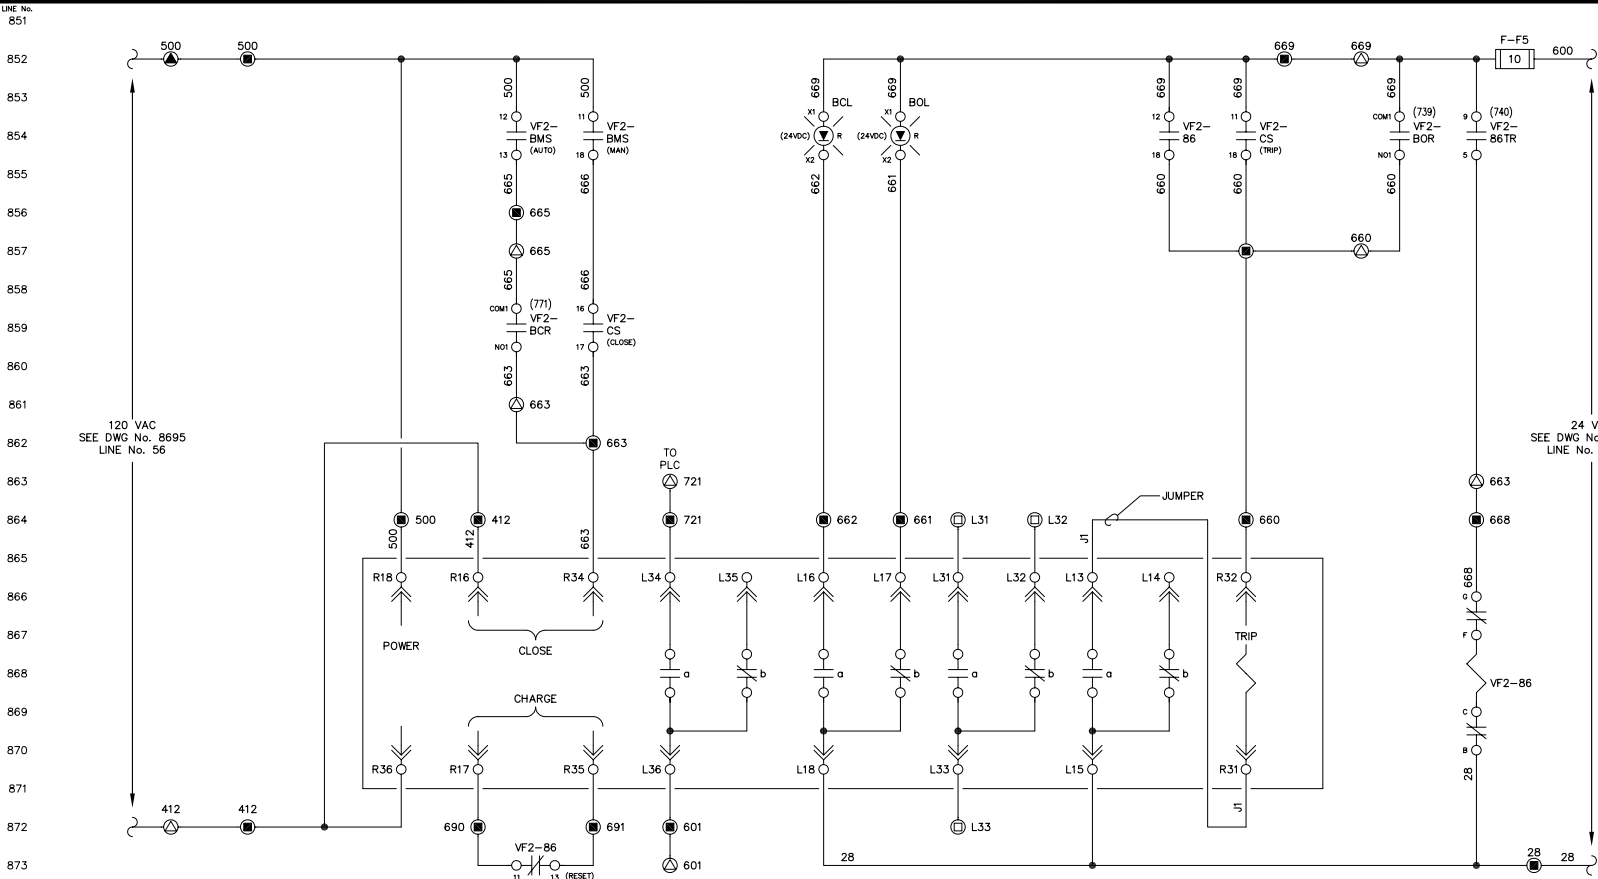 LINE No.
851
500 500 669 669 F-F5 600
852 10
853 500 500 669 BCL 669 BOL 669 669 669
12 11 X1 X1 12 11 COM1 (739) 9 (740)
854 VF2-BMS (AUTO) VF2-BMS (MAN) (24VDC) R (24VDC) R VF2-86 VF2-CS (TRIP) VF2-BOR VF2-86TR
13 18 X2 X2 18 18 NO1 5
855 665 666 662 661 660 660 660
856 665
857 665 660
858 665 666
COM1 (771) 16
859 VF2-BCR VF2-CS (CLOSE)
NO1 17
860 663 663
861 663
120 VAC
SEE DWG No. 8695
LINE No. 56
24 V
SEE DWG No
LINE No.
862 663
TO
PLC
863 721 663
JUMPER
864 500 412 721 662 661 L31 L32 660 668
500 412 663 J1
865
R18 R16 R34 L34 L35 L16 L17 L31 L32 L13 L14 R32
866 668
G
867 POWER CLOSE TRIP F
868 a b a b a b a b VF2-86
CHARGE
869 C
870 B
R36 R17 R35 L36 L18 L33 L15 R31
871 28
412 412 J1
872 690 691 601 L33
VF2-86
873 601 28 28 28
11 13 (RESET)